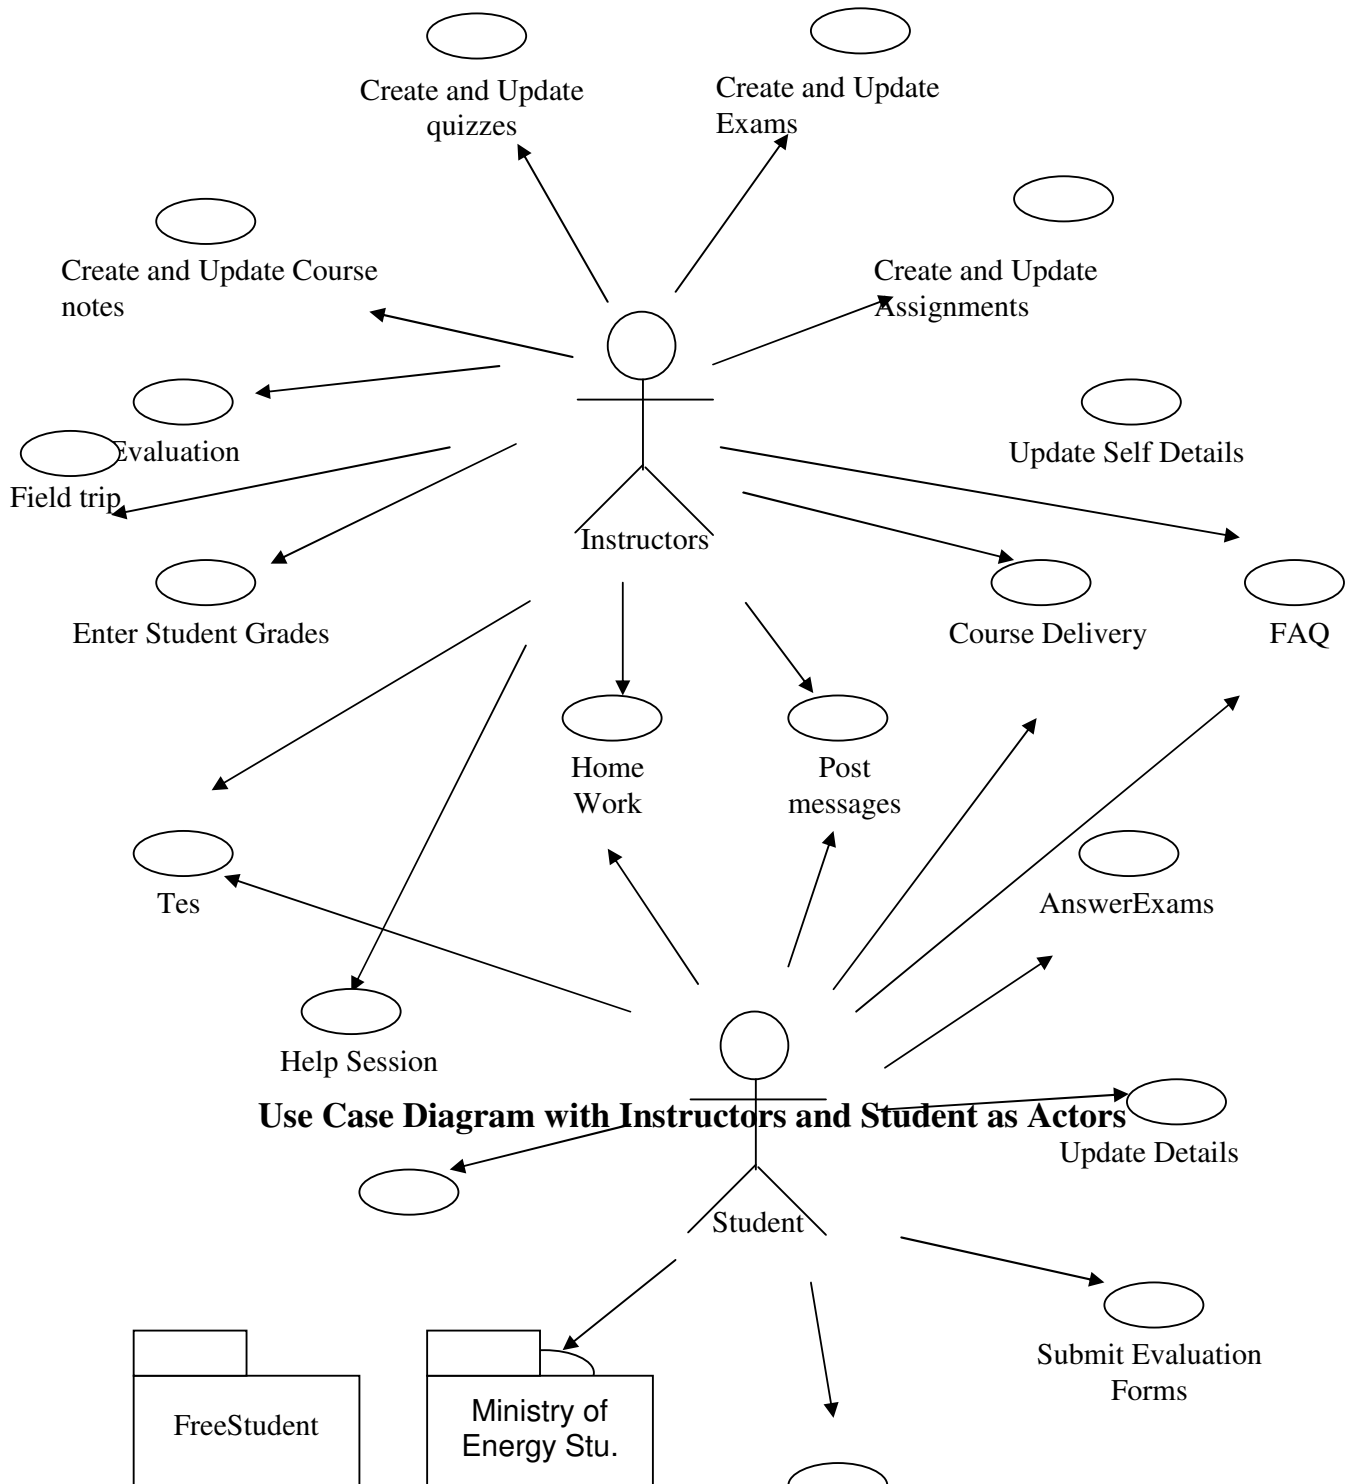 Create and Update
quizzes
Create and Update
Exams
Create and Update Course
notes
Create and Update
Assignments
Evaluation
Update Self Details
Field trip
Instructors
Enter Student Grades
Course Delivery
FAQ
Home
Work
Post
messages
Tes
AnswerExams
Help Session
Use Case Diagram with Instructors and Student as Actors
Update Details
Student
Submit Evaluation
Forms
FreeStudent
Ministry of
Energy Stu.